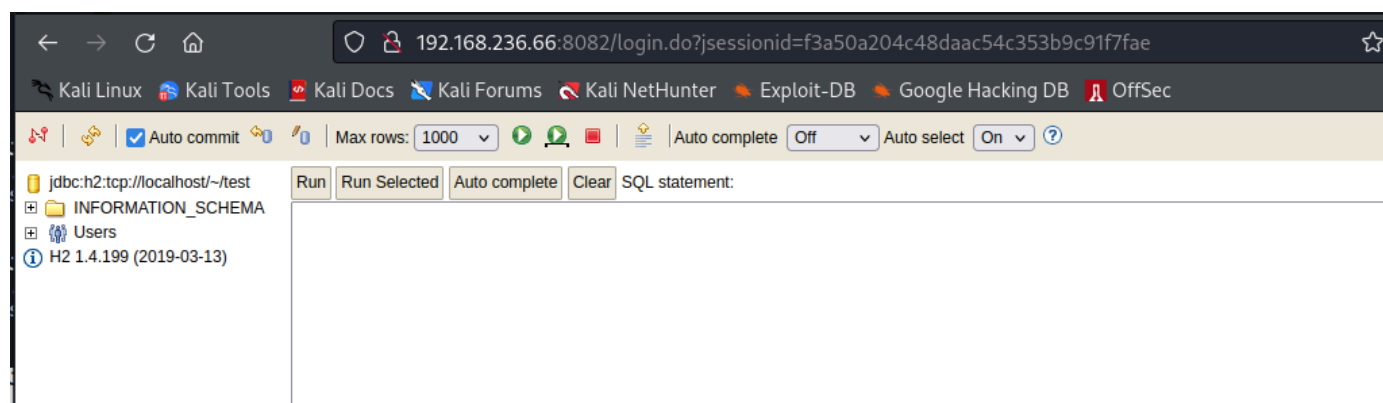 192.168.236.66:8082/login.do?jsessionid=f3a50a204c48daac54c353b9c91f7fae
Kali Linux Kali Tools Kali Docs Kali Forums Kali NetHunter Exploit-DB Google Hacking DB OffSec
Auto commit Max rows: 1000 Auto complete Off Auto select On ?
jdbc:h2:tcp://localhost/~/test Run Run Selected Auto complete Clear SQL statement:
INFORMATION_SCHEMA
Users
H2 1.4.199 (2019-03-13)